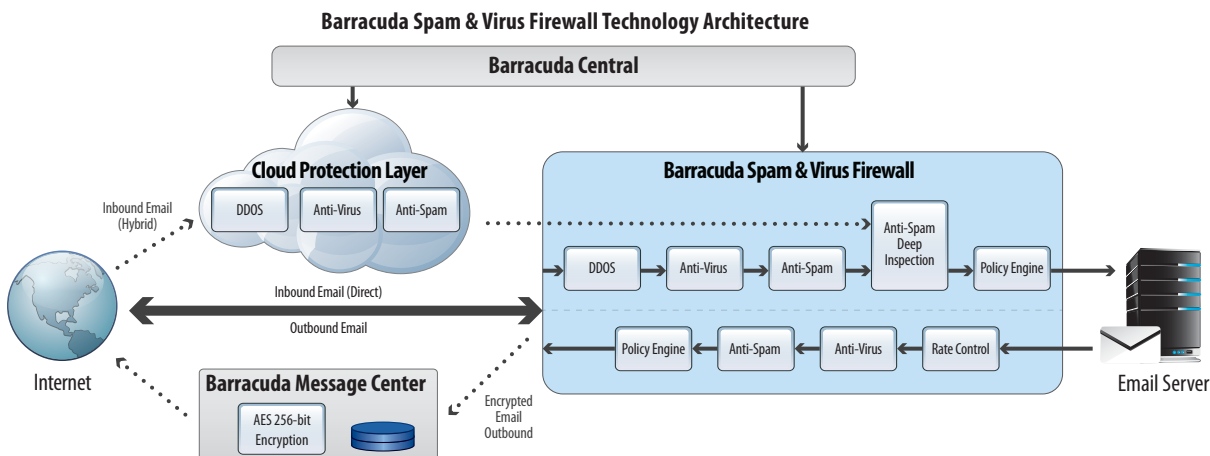 Barracuda Spam & Virus Firewall Technology Architecture
Barracuda Central
Cloud Protection Layer
DDOS
Anti-Virus
Anti-Spam
Inbound Email
(Hybrid)
Barracuda Spam & Virus Firewall
DDOS
Anti-Virus
Anti-Spam
Anti-Spam
Deep
Inspection
Policy Engine
Inbound Email (Direct)
Outbound Email
Policy Engine
Anti-Spam
Anti-Virus
Rate Control
Internet
Email Server
Barracuda Message Center
AES 256-bit
Encryption
Encrypted
Email
Outbound